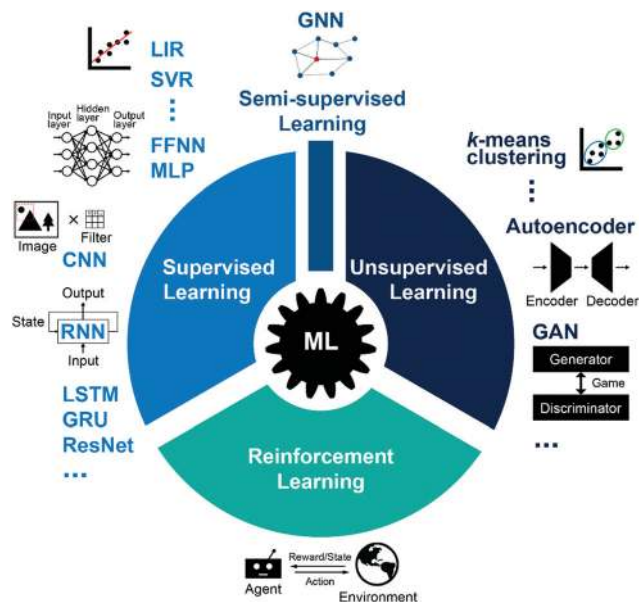 GNN
Semi-supervised
Learning
LIR
SVR
⋮
Input
layer
Hidden
layer
Output
layer
FFNN
MLP
×
Image
Filter
CNN
Output
State
RNN
Input
LSTM
GRU
ResNet
...
Supervised
Learning
Unsupervised
Learning
ML
Reinforcement
Learning
k-means
clustering
⋮
Autoencoder
Encoder
Decoder
GAN
Generator
Game
Discriminator
...
Reward/State
Action
Agent
Environment